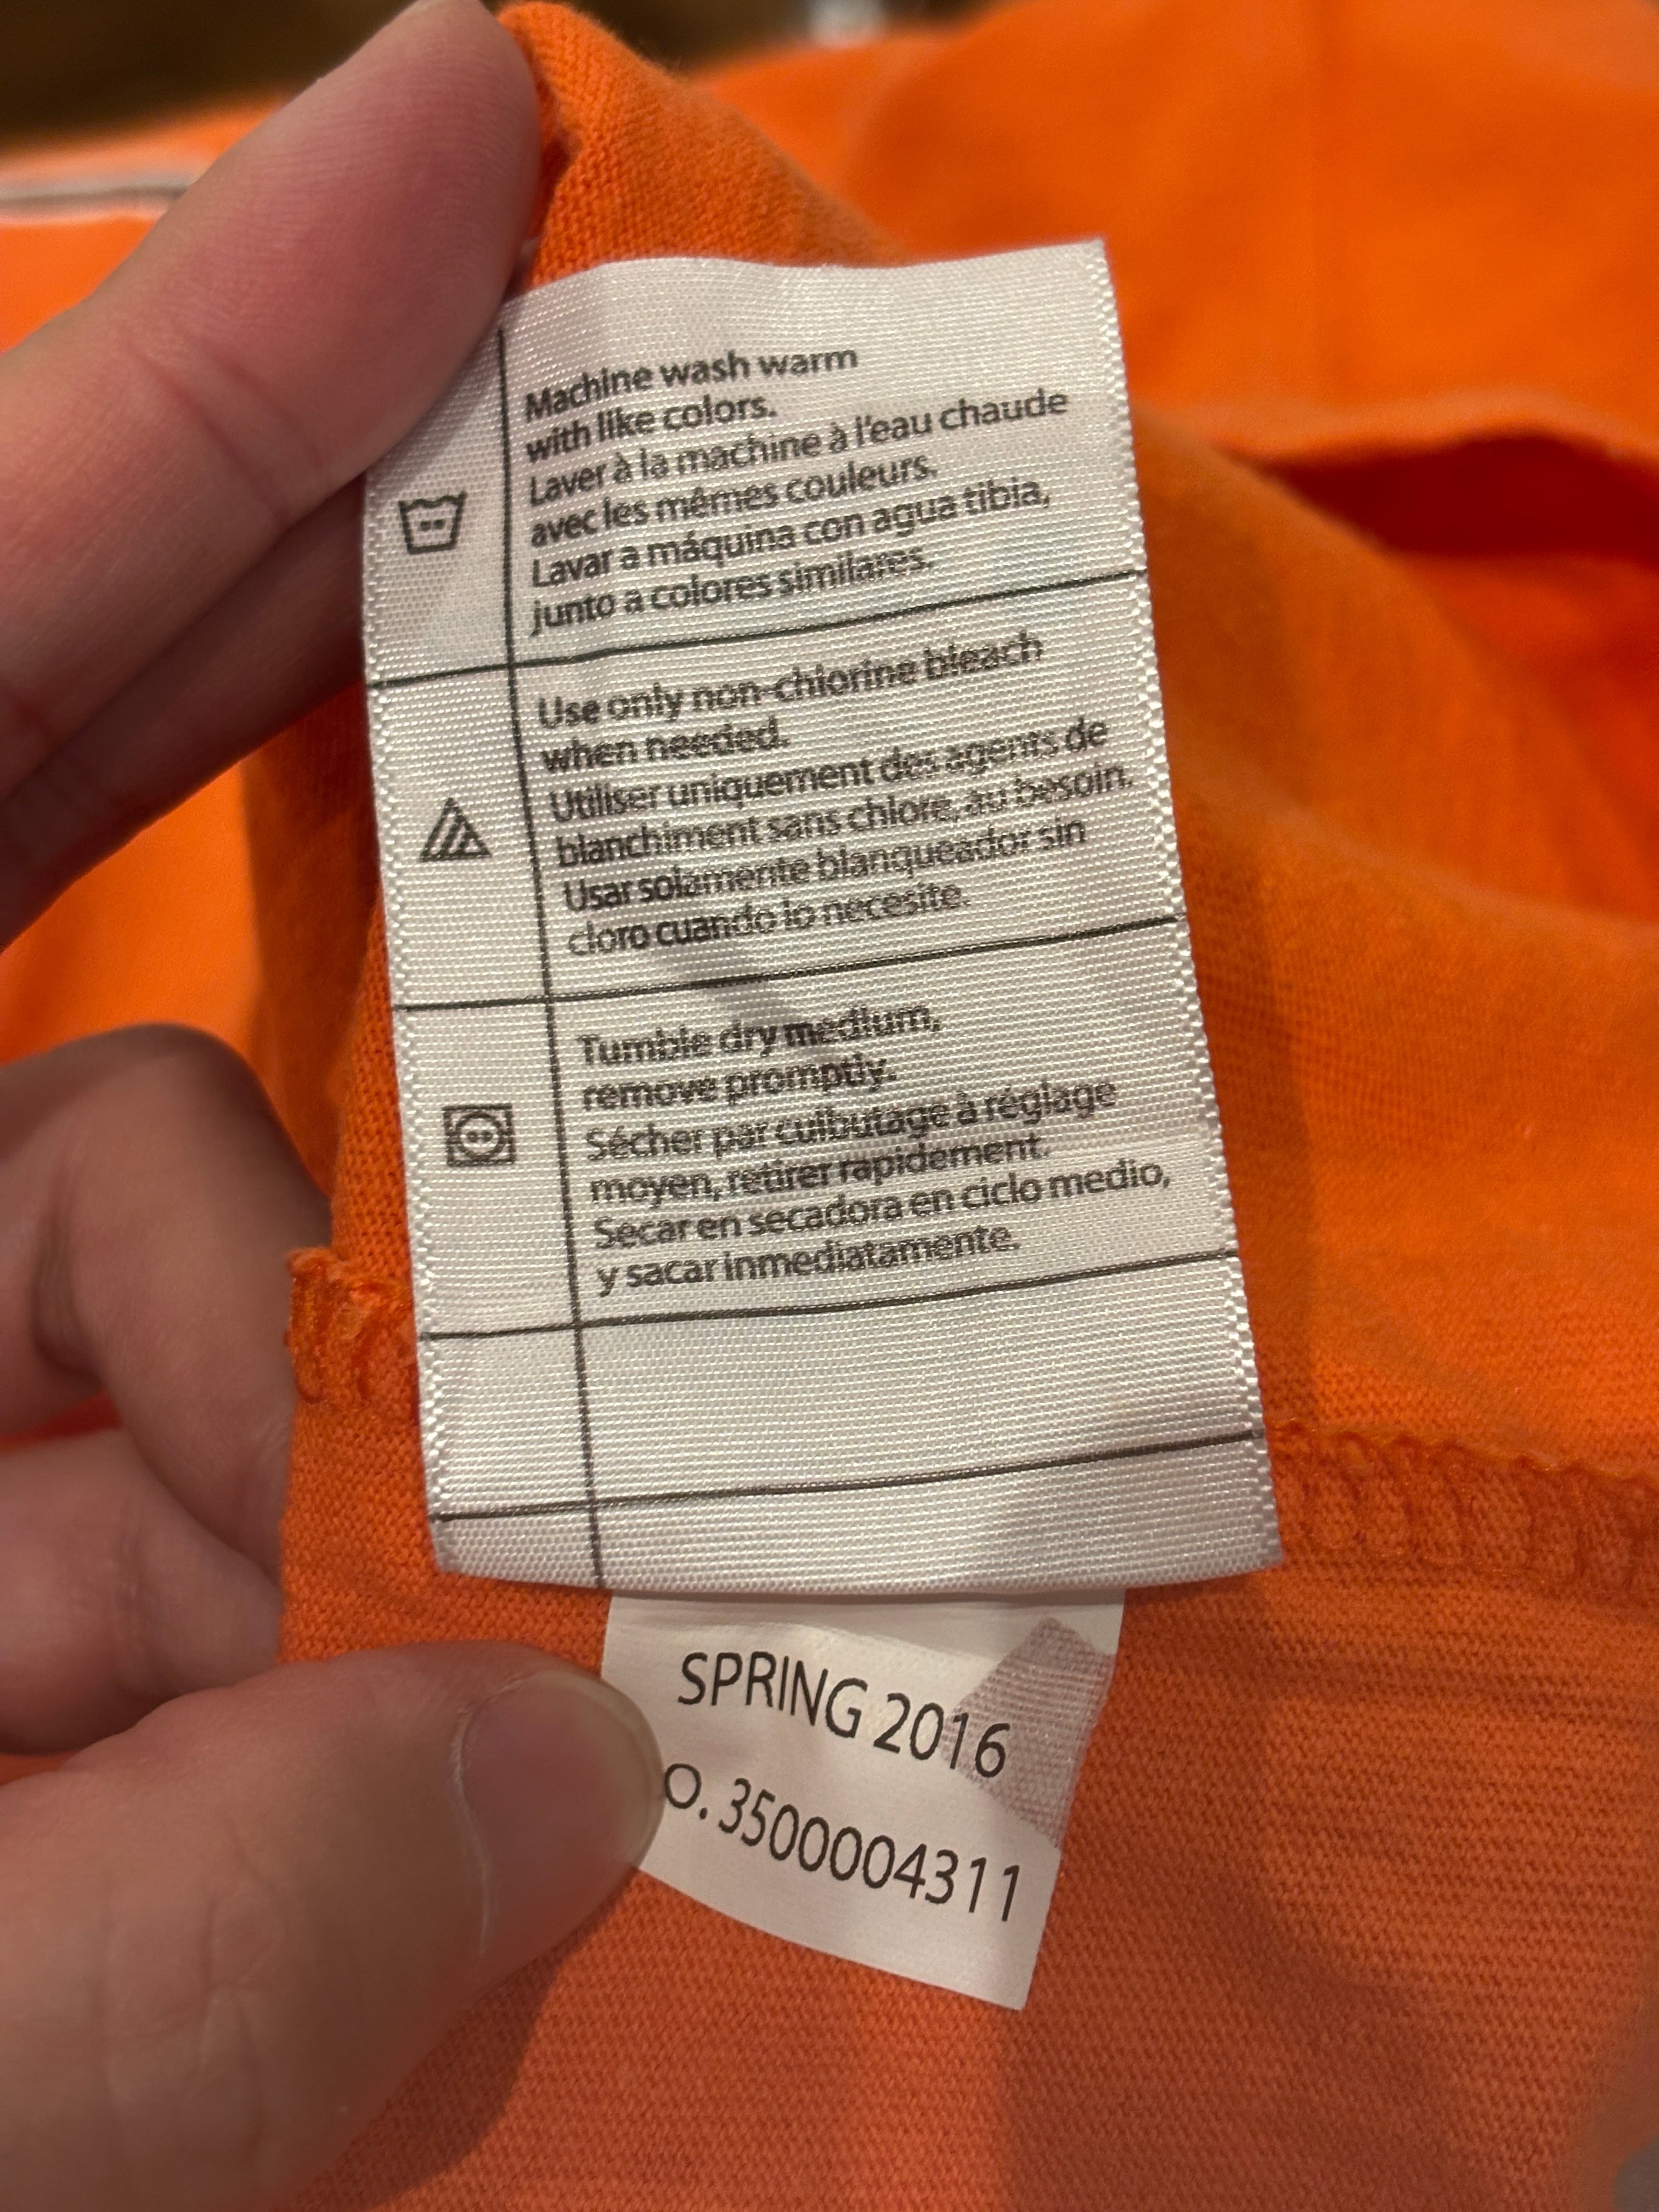 Machine wash warm
with like colors.
Laver à la machine à l'eau chaude
avec les mêmes couleurs.
Lavar a máquina con agua tibia,
junto a colores similares.
Use only non-chlorine bleach
when needed.
Utiliser uniquement des agents de
blanchiment sans chlore, au besoin.
Usar solamente blanqueador sin
cloro cuando lo necesite.
Tumble dry medium,
remove promptly.
Sécher par culbutage à réglage
moyen, retirer rapidement.
Secar en secadora en ciclo medio,
y sacar inmediatamente.
SPRING 2016
O. 3500004311